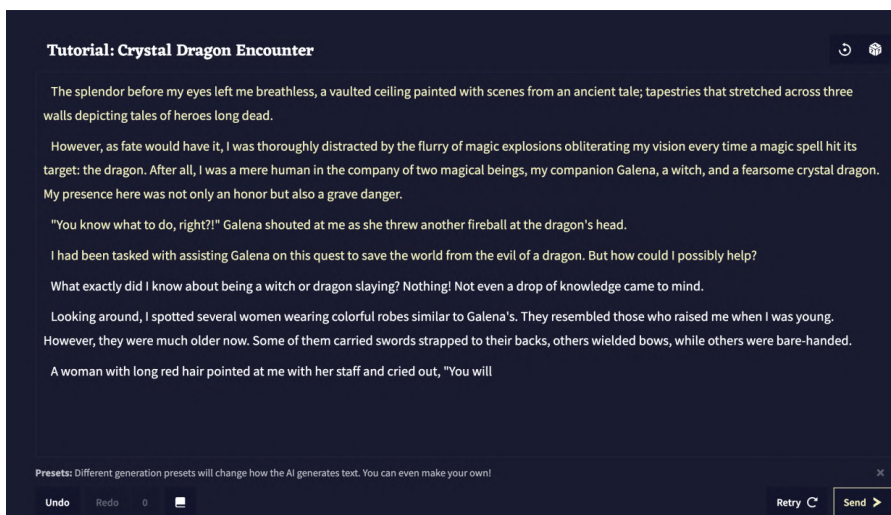 Tutorial: Crystal Dragon Encounter
The splendor before my eyes left me breathless, a vaulted ceiling painted with scenes from an ancient tale; tapestries that stretched across three
walls depicting tales of heroes long dead.
However, as fate would have it, I was thoroughly distracted by the flurry of magic explosions obliterating my vision every time a magic spell hit its
target: the dragon. After all, I was a mere human in the company of two magical beings, my companion Galena, a witch, and a fearsome crystal dragon.
My presence here was not only an honor but also a grave danger.
"You know what to do, right?!" Galena shouted at me as she threw another fireball at the dragon's head.
I had been tasked with assisting Galena on this quest to save the world from the evil of a dragon. But how could I possibly help?
What exactly did I know about being a witch or dragon slaying? Nothing! Not even a drop of knowledge came to mind.
Looking around, I spotted several women wearing colorful robes similar to Galena's. They resembled those who raised me when I was young.
However, they were much older now. Some of them carried swords strapped to their backs, others wielded bows, while others were bare-handed.
A woman with long red hair pointed at me with her staff and cried out, "You will
Presets: Different generation presets will change how the AI generates text. You can even make your own!
Undo Redo 0 Retry Send >